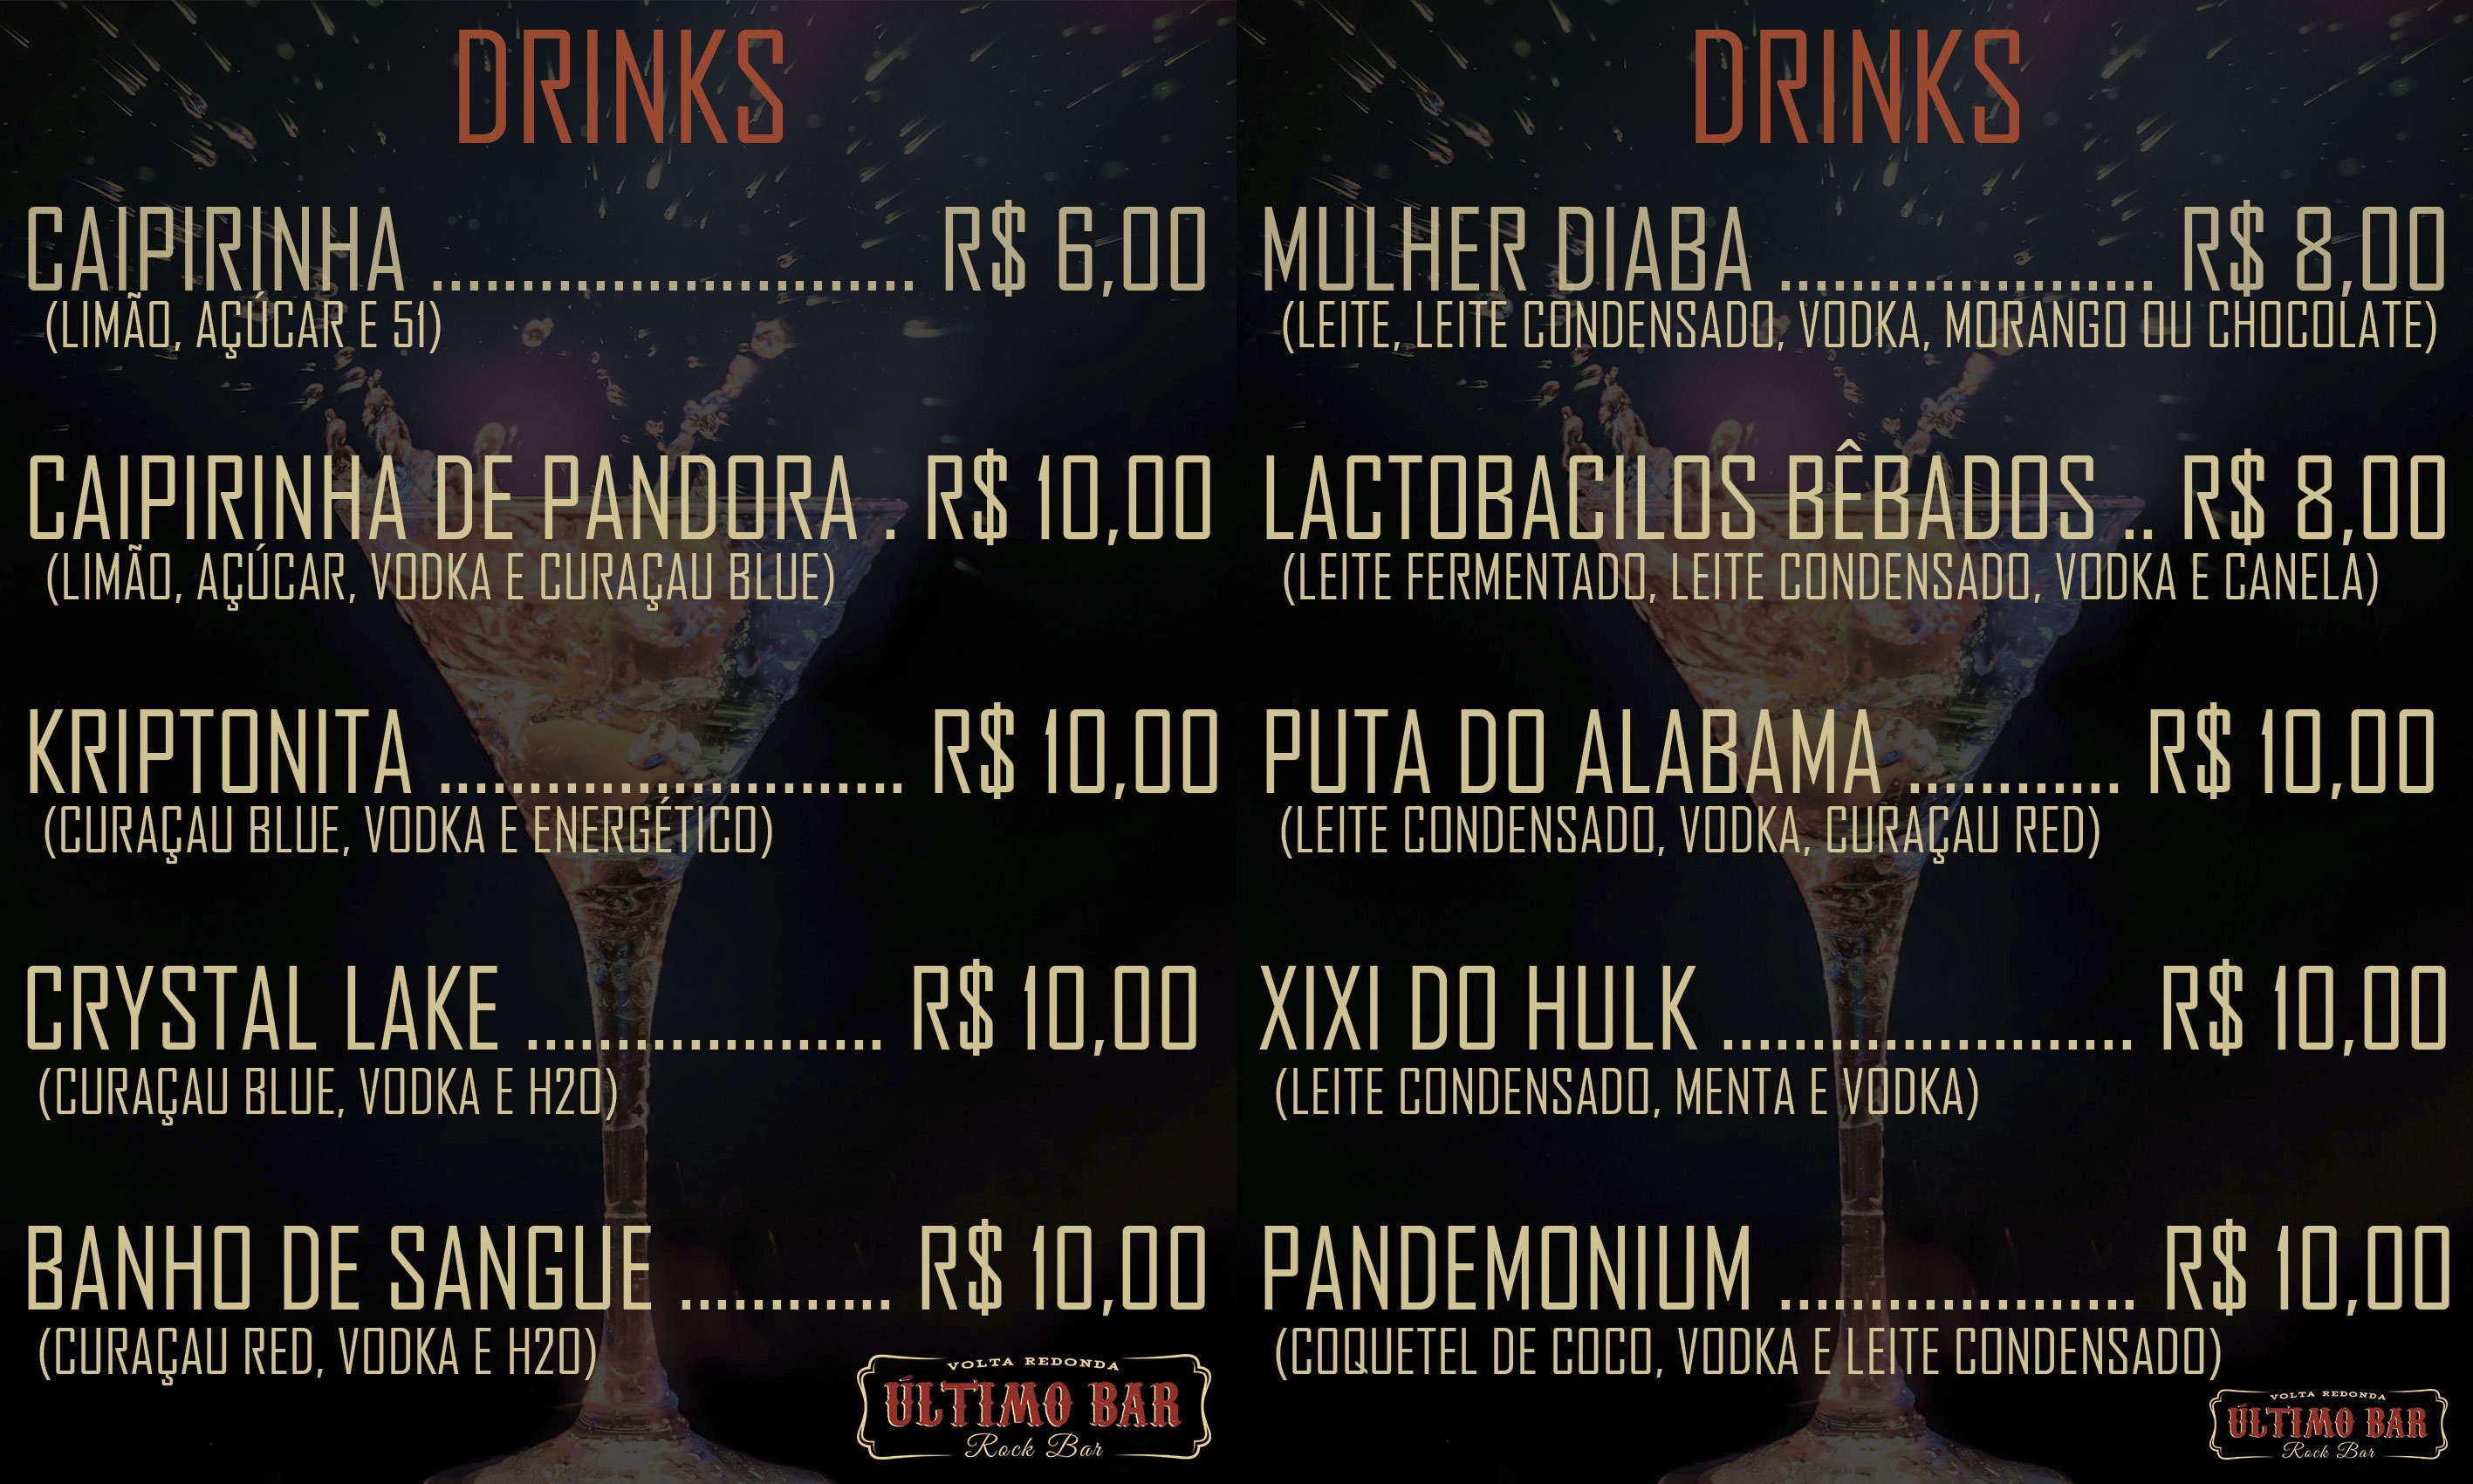 DRINKS
CAIPIRINHA ........................... R$ 6,00
(LIMÃO, AÇÚCAR E 51)
CAIPIRINHA DE PANDORA . R$ 10,00
(LIMÃO, AÇÚCAR, VODKA E CURAÇAU BLUE)
KRIPTONITA .......................... R$ 10,00
(CURAÇAU BLUE, VODKA E ENERGÉTICO)
CRYSTAL LAKE .................... R$ 10,00
(CURAÇAU BLUE, VODKA E H2O)
BANHO DE SANGUE ............ R$ 10,00
(CURAÇAU RED, VODKA E H2O)
VOLTA REDONDA
ÚLTIMO BAR
Rock Bar
DRINKS
MULHER DIABA ..................... R$ 8,00
(LEITE, LEITE CONDENSADO, VODKA, MORANGO OU CHOCOLATE)
LACTOBACILOS BÊBADOS .. R$ 8,00
(LEITE FERMENTADO, LEITE CONDENSADO, VODKA E CANELA)
PUTA DO ALABAMA ............ R$ 10,00
(LEITE CONDENSADO, VODKA, CURAÇAU RED)
XIXI DO HULK ....................... R$ 10,00
(LEITE CONDENSADO, MENTA E VODKA)
PANDEMONIUM .................... R$ 10,00
(COQUETEL DE COCO, VODKA E LEITE CONDENSADO)
VOLTA REDONDA
ÚLTIMO BAR
Rock Bar